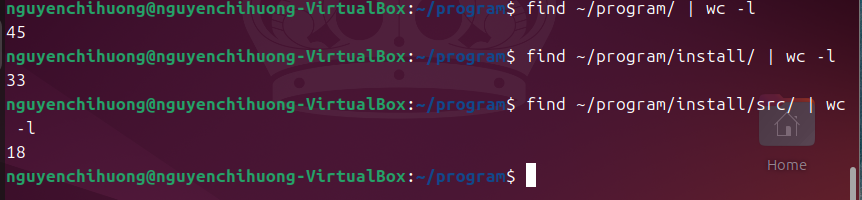 nguyenchihuong@nguyenchihuong-VirtualBox:~/program$ find ~/program/ | wc -l
45
nguyenchihuong@nguyenchihuong-VirtualBox:~/program$ find ~/program/install/ | wc -l
33
nguyenchihuong@nguyenchihuong-VirtualBox:~/program$ find ~/program/install/src/ | wc
 -l
18
nguyenchihuong@nguyenchihuong-VirtualBox:~/program$
Home